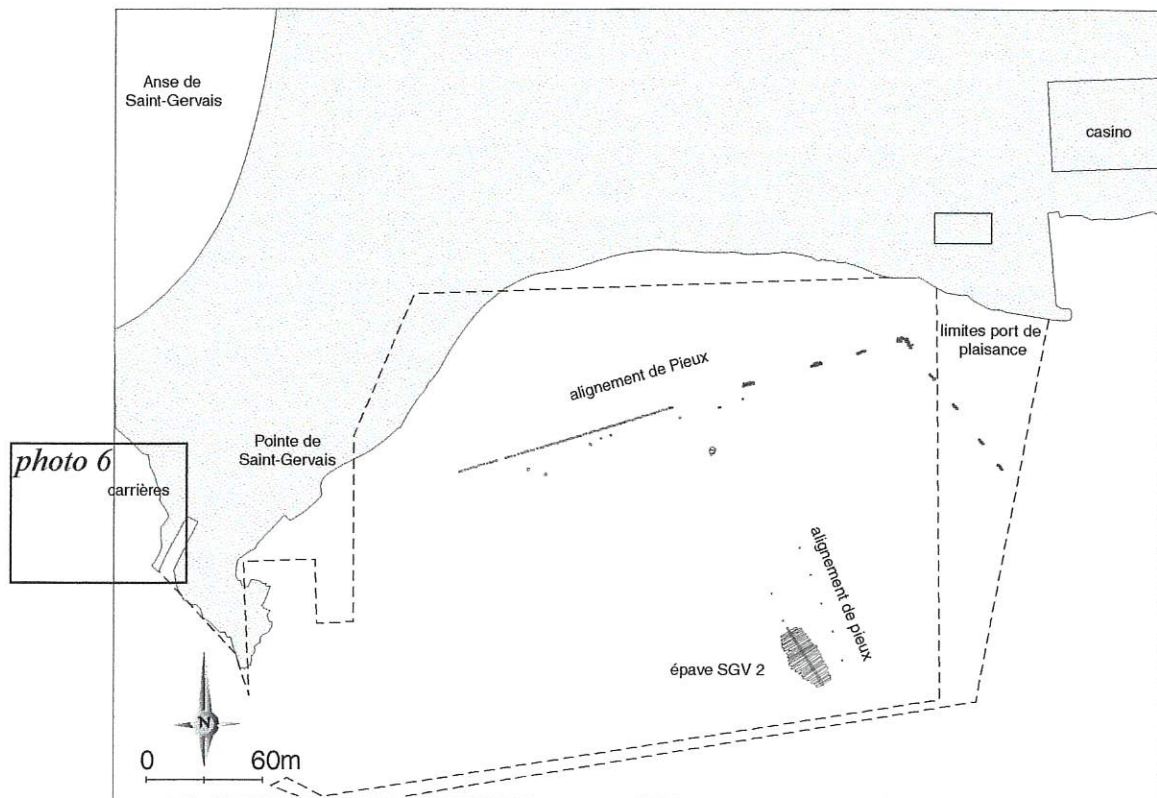 Anse de
Saint-Gervais
casino
limites port de
plaisance
alignement de Pieux
Pointe de
Saint-Gervais
photo 6
carrières
alignement de pieux
épave SGV 2
N
0 60m